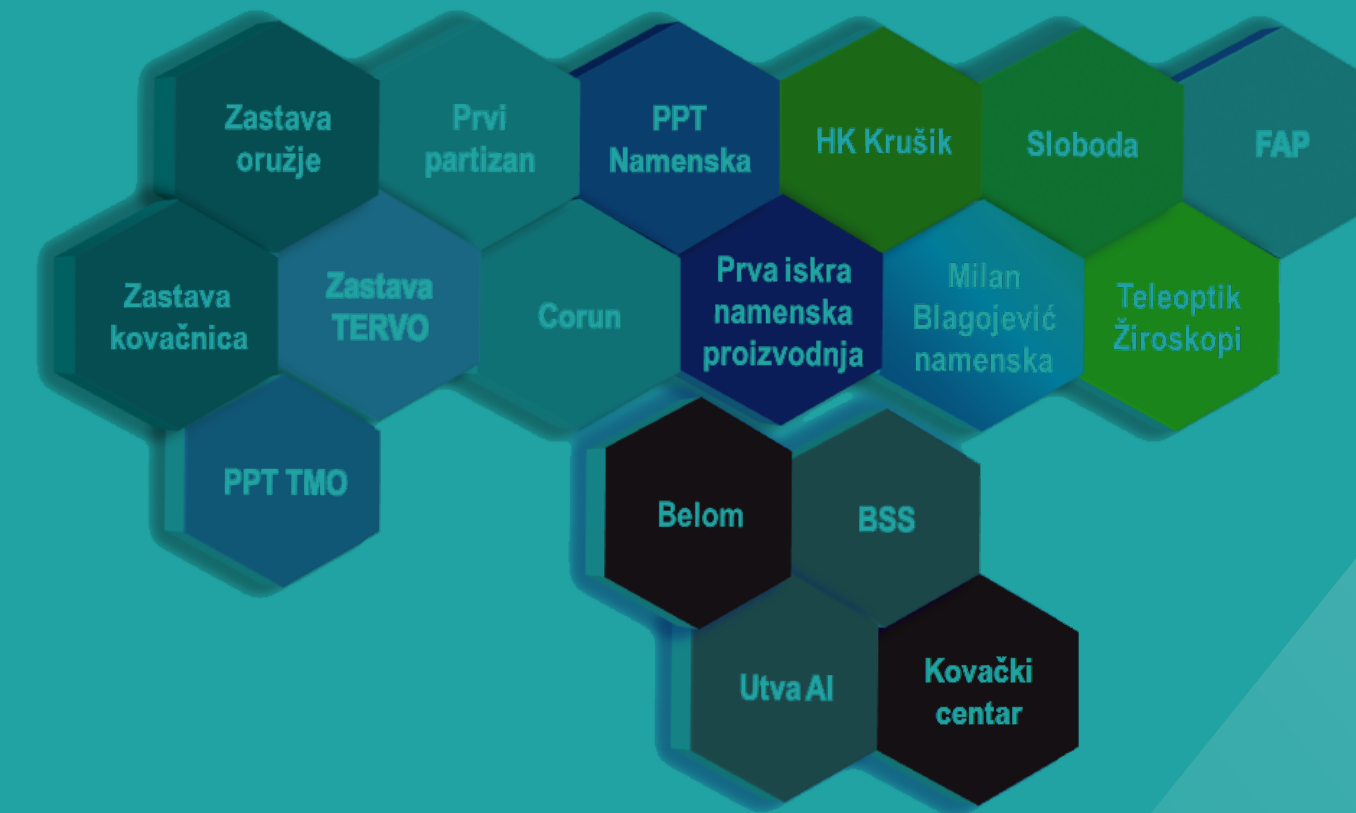 Zastava
oružje
Prvi
partizan
PPT
Namenska
HK Krušik
Sloboda
FAP
Zastava
kovačnica
Zastava
TERVO
Corun
Prva iskra
namenska
proizvodnja
Milan
Blagojević
namenska
Teleoptik
Žiroskopi
PPT TMO
Belom
BSS
Utva AI
Kovački
centar